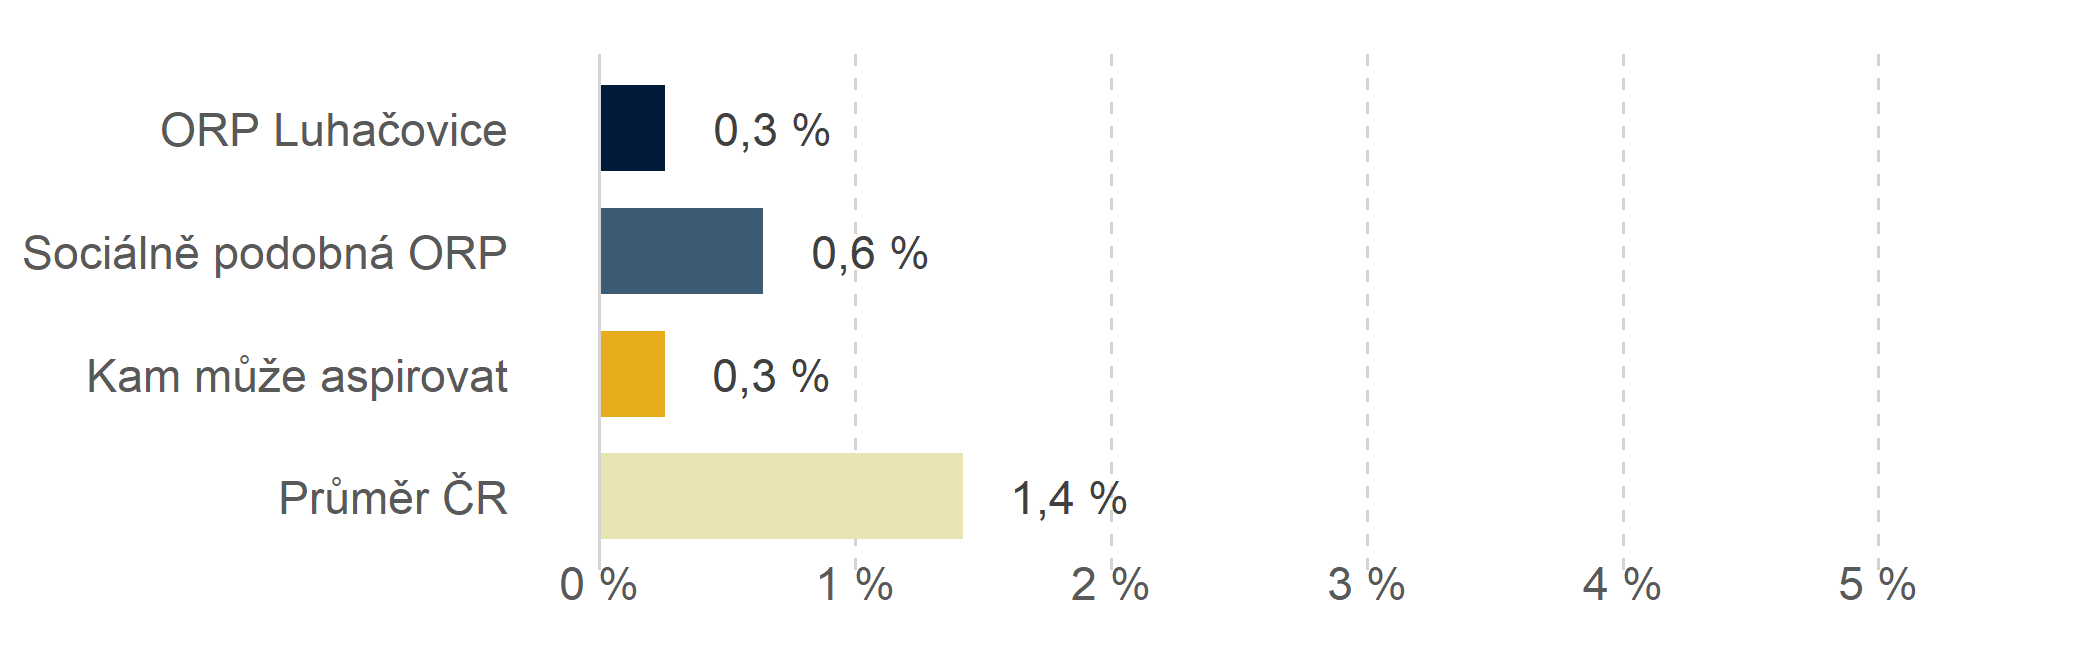 ORP Luhačovice 0,3 %
Sociálně podobná ORP 0,6 %
Kam může aspirovat 0,3 %
Průměr ČR 1,4 %
0 % 1 % 2 % 3 % 4 % 5 %